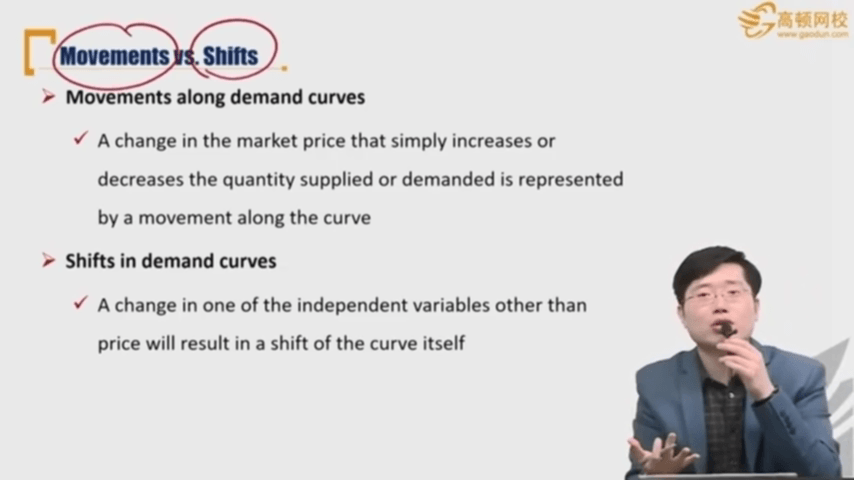 高顿网校
www.gaodun.com
Movements vs. Shifts
Movements along demand curves
A change in the market price that simply increases or
decreases the quantity supplied or demanded is represented
by a movement along the curve
Shifts in demand curves
A change in one of the independent variables other than
price will result in a shift of the curve itself